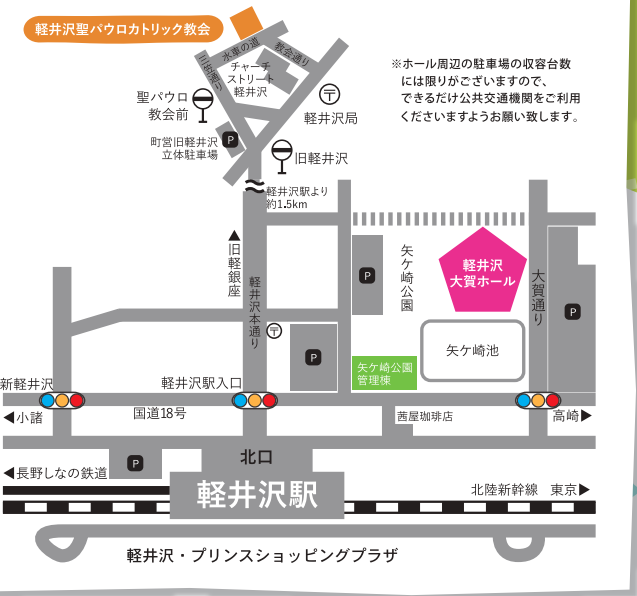 軽井沢聖パウロカトリック教会
水車の道
教会通り
三笠通り
チャーチ
ストリート
軽井沢
※ホール周辺の駐車場の収容台数
には限りがございますので、
できるだけ公共交通機関をご利用
くださいますようお願い致します。
聖パウロ
教会前
〒
軽井沢局
町営旧軽井沢
立体駐車場
P
旧軽井沢
軽井沢駅より
約1.5km
▲旧軽銀座
軽井沢本通り
〒
P
P
矢ケ崎公園
軽井沢
大賀ホール
大賀通り
P
矢ケ崎池
矢ケ崎公園
管理棟
新軽井沢
軽井沢駅入口
国道18号
◀小諸
茜屋珈琲店
高崎▶
P
北口
◀長野しなの鉄道
軽井沢駅
北陸新幹線 東京▶
軽井沢・プリンスショッピングプラザ